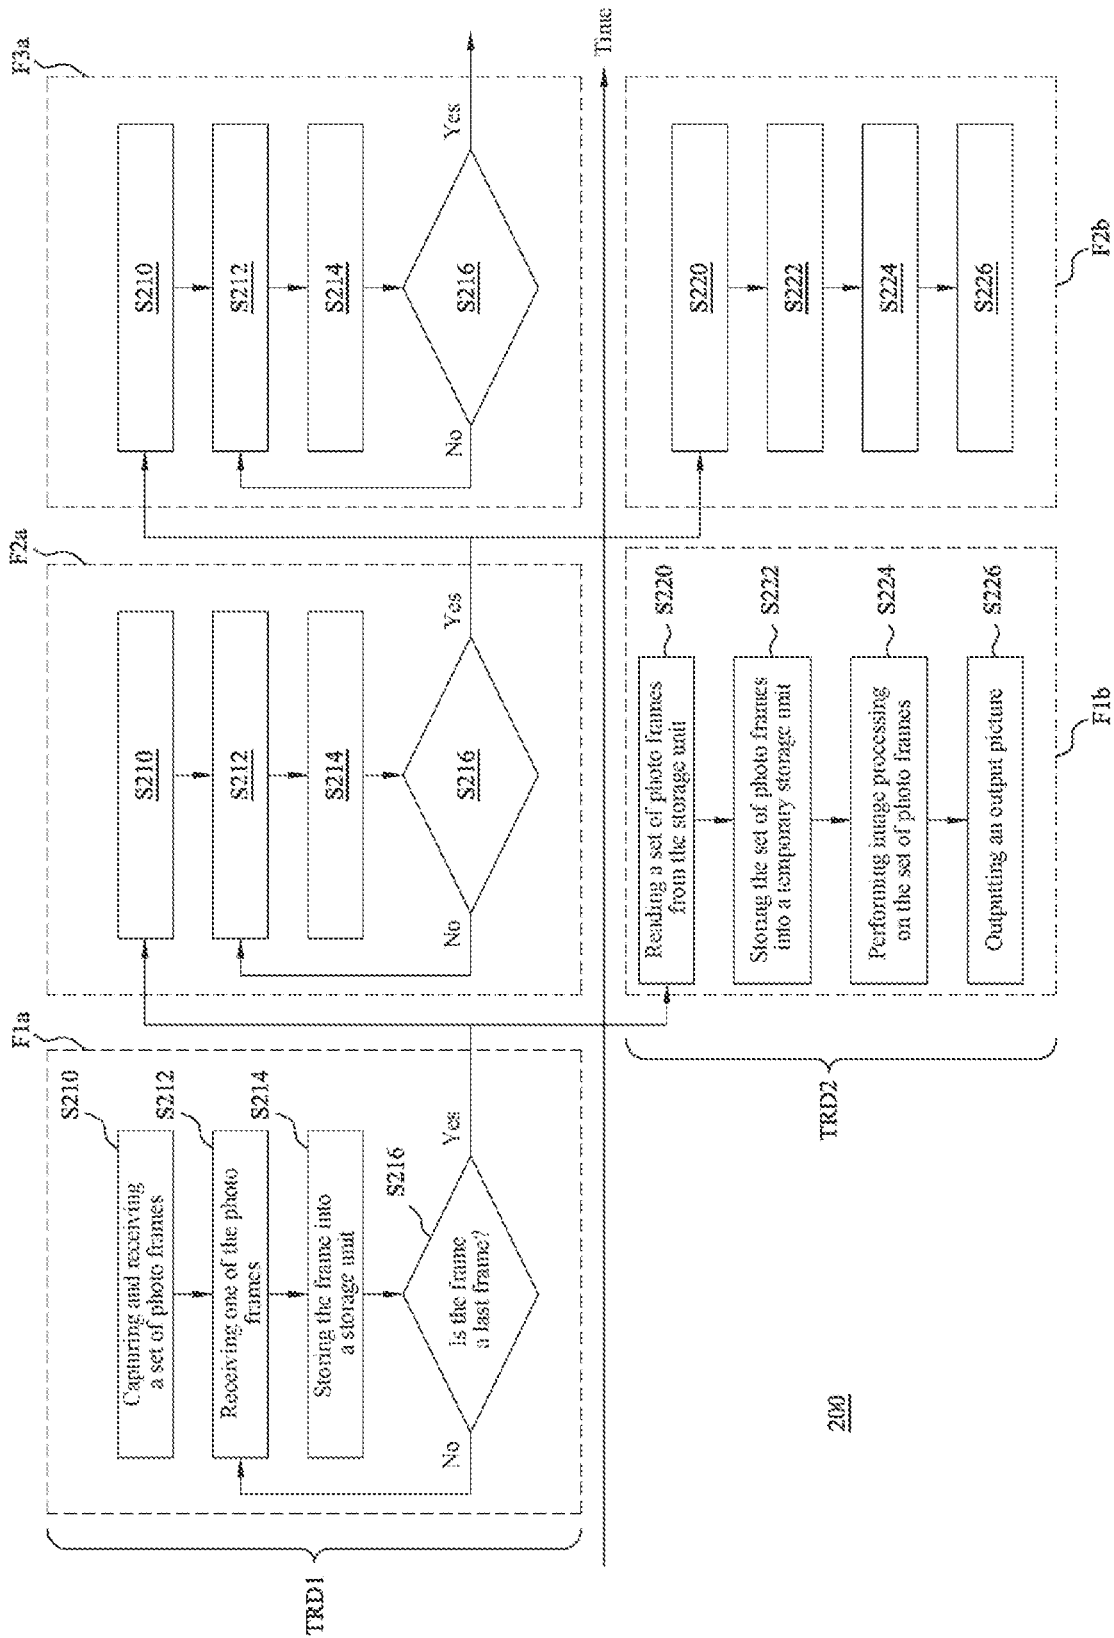 F1a
S210
Capturing and receiving
a set of photo frames
S212
Receiving one of the photo
frames
S214
Storing the frame into
a storage unit
S216
Is the frame
a last frame?
No
Yes
TRD1
F2a
S210
S212
S214
S216
No
Yes
F3a
S210
S212
S214
S216
No
Yes
Time
TRD2
S220
Reading a set of photo frames
from the storage unit
S222
Storing the set of photo frames
into a temporary storage unit
S224
Performing image processing
on the set of photo frames
S226
Outputting an output picture
F1b
S220
S222
S224
S226
F2b
200